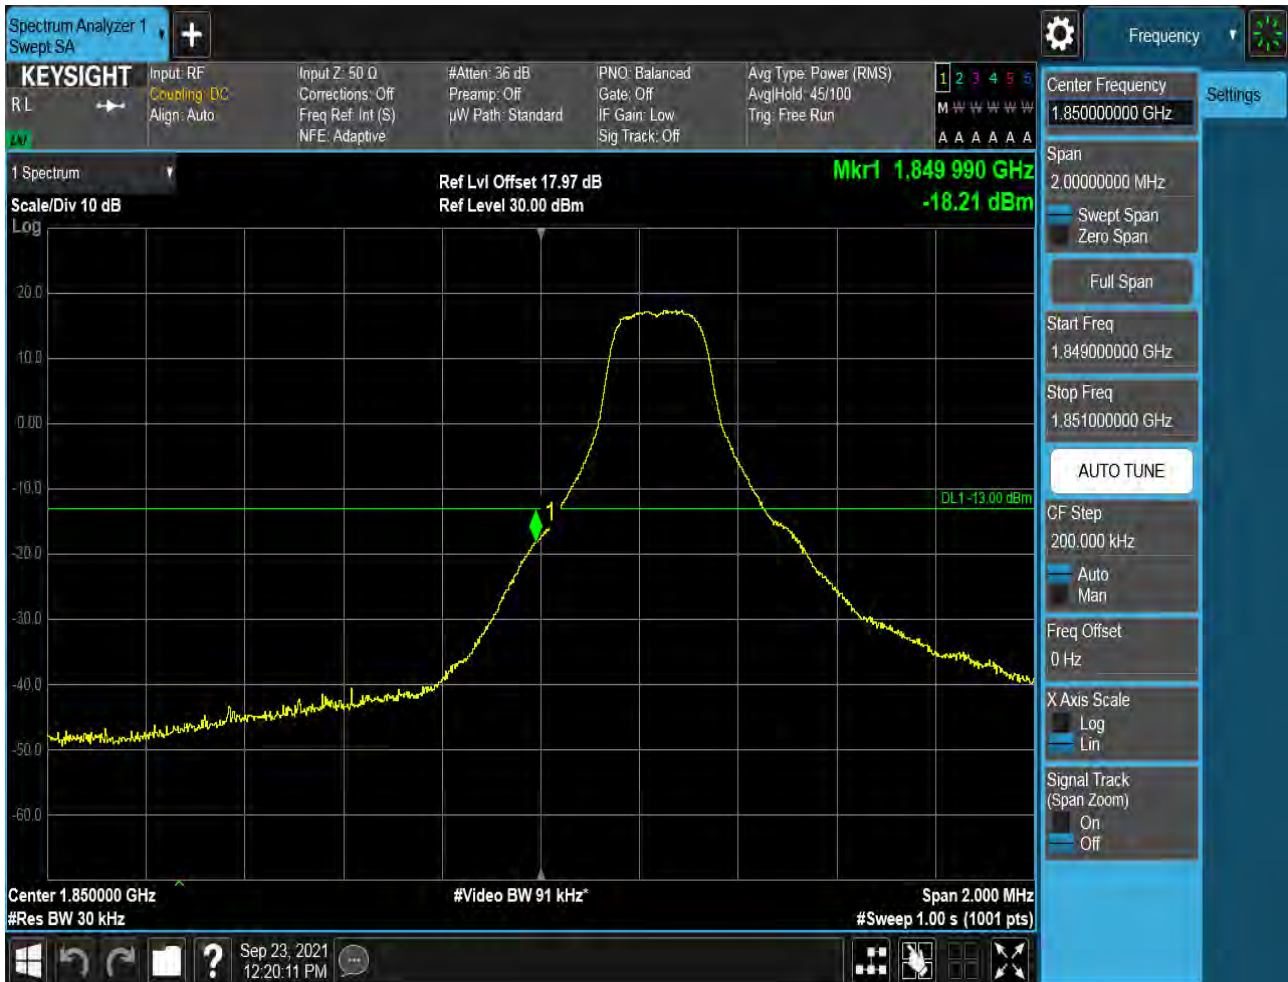 Spectrum Analyzer 1
Swept SA
+
Frequency
KEYSIGHT
R L
Input: RF
Coupling: DC
Align: Auto
Input Z: 50 Ω
Corrections: Off
Freq Ref: Int (S)
NFE: Adaptive
#Atten: 36 dB
Preamp: Off
µW Path: Standard
PNO: Balanced
Gate: Off
IF Gain: Low
Sig Track: Off
Avg Type: Power (RMS)
Avg|Hold: 45/100
Trig: Free Run
1 2 3 4 5 6
M W W W W W
A A A A A A
1 Spectrum
Scale/Div 10 dB
Log
Ref Lvl Offset 17.97 dB
Ref Level 30.00 dBm
Mkr1 1,849 990 GHz
-18.21 dBm
20.0
10.0
0.00
-10.0
-20.0
-30.0
-40.0
-50.0
-60.0
DL1 -13.00 dBm
1
Center 1.850000 GHz
#Res BW 30 kHz
#Video BW 91 kHz*
Span 2.000 MHz
#Sweep 1.00 s (1001 pts)
Center Frequency
1.850000000 GHz
Settings
Span
2.00000000 MHz
Swept Span
Zero Span
Full Span
Start Freq
1.849000000 GHz
Stop Freq
1.851000000 GHz
AUTO TUNE
CF Step
200.000 kHz
Auto
Man
Freq Offset
0 Hz
X Axis Scale
Log
Lin
Signal Track
(Span Zoom)
On
Off
?
Sep 23, 2021
12:20:11 PM